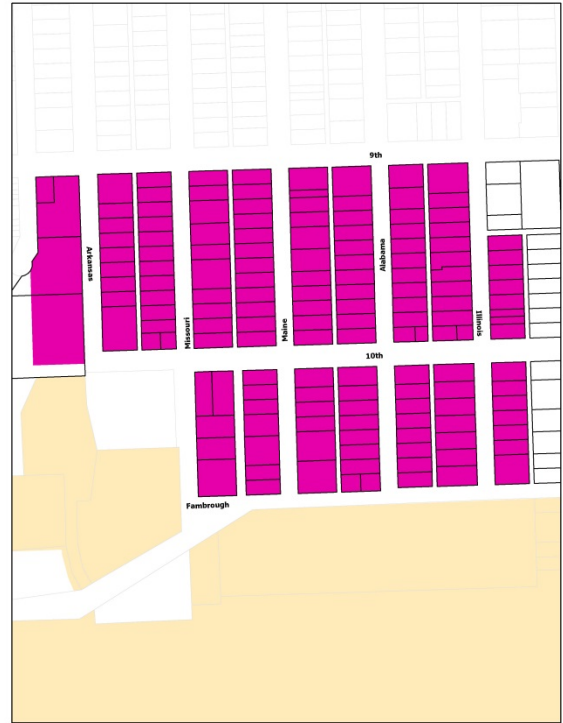 9th
Arkansas
Missouri
Maine
Alabama
Illinois
10th
Fambrough